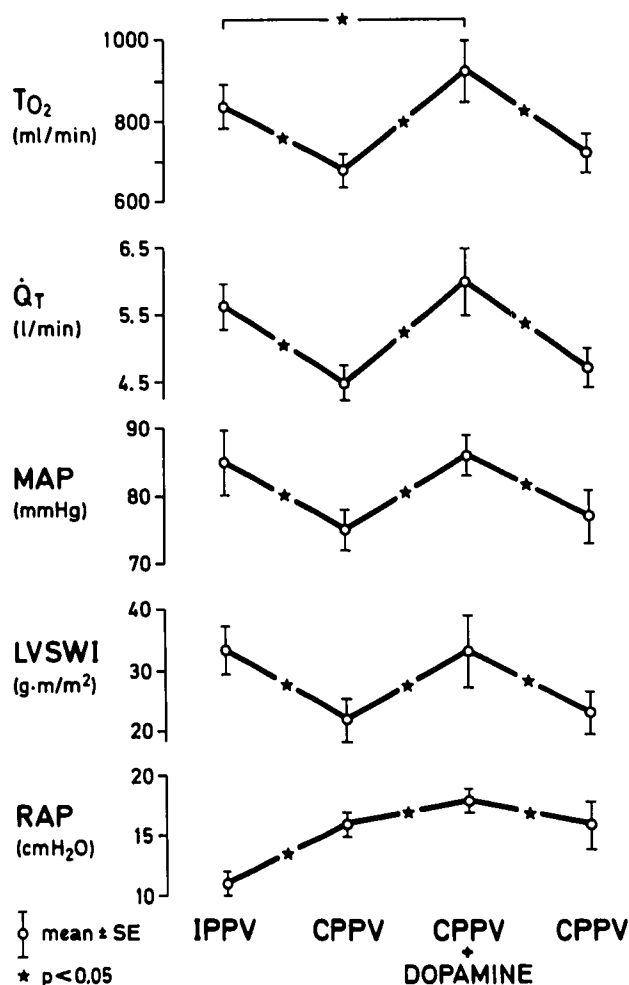 ★
1000
TO₂
(ml/min)
800
600
6.5
Q̇T
(l/min)
5.5
4.5
90
MAP
(mmHg)
80
70
40
LVSWI
(g·m/m²)
30
20
20
RAP
(cmH₂O)
15
10
IPPV CPPV CPPV + DOPAMINE CPPV
mean ± SE
★ p<0,05